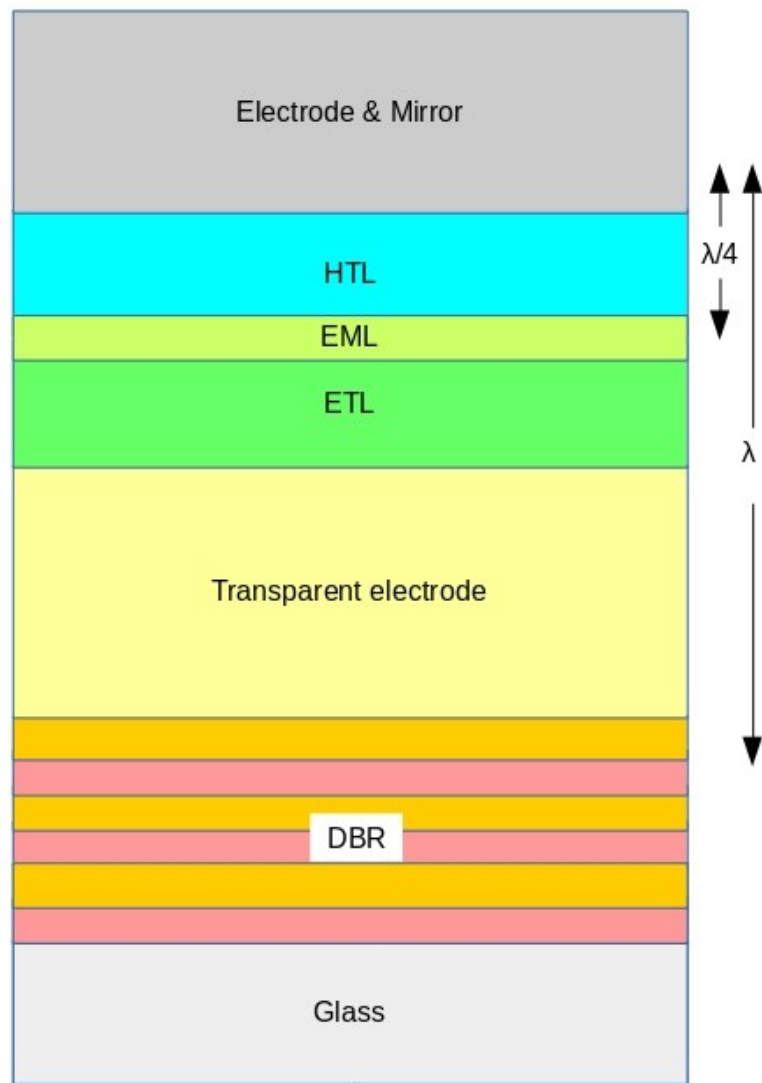 Electrode & Mirror
λ/4
HTL
EML
ETL
λ
Transparent electrode
DBR
Glass